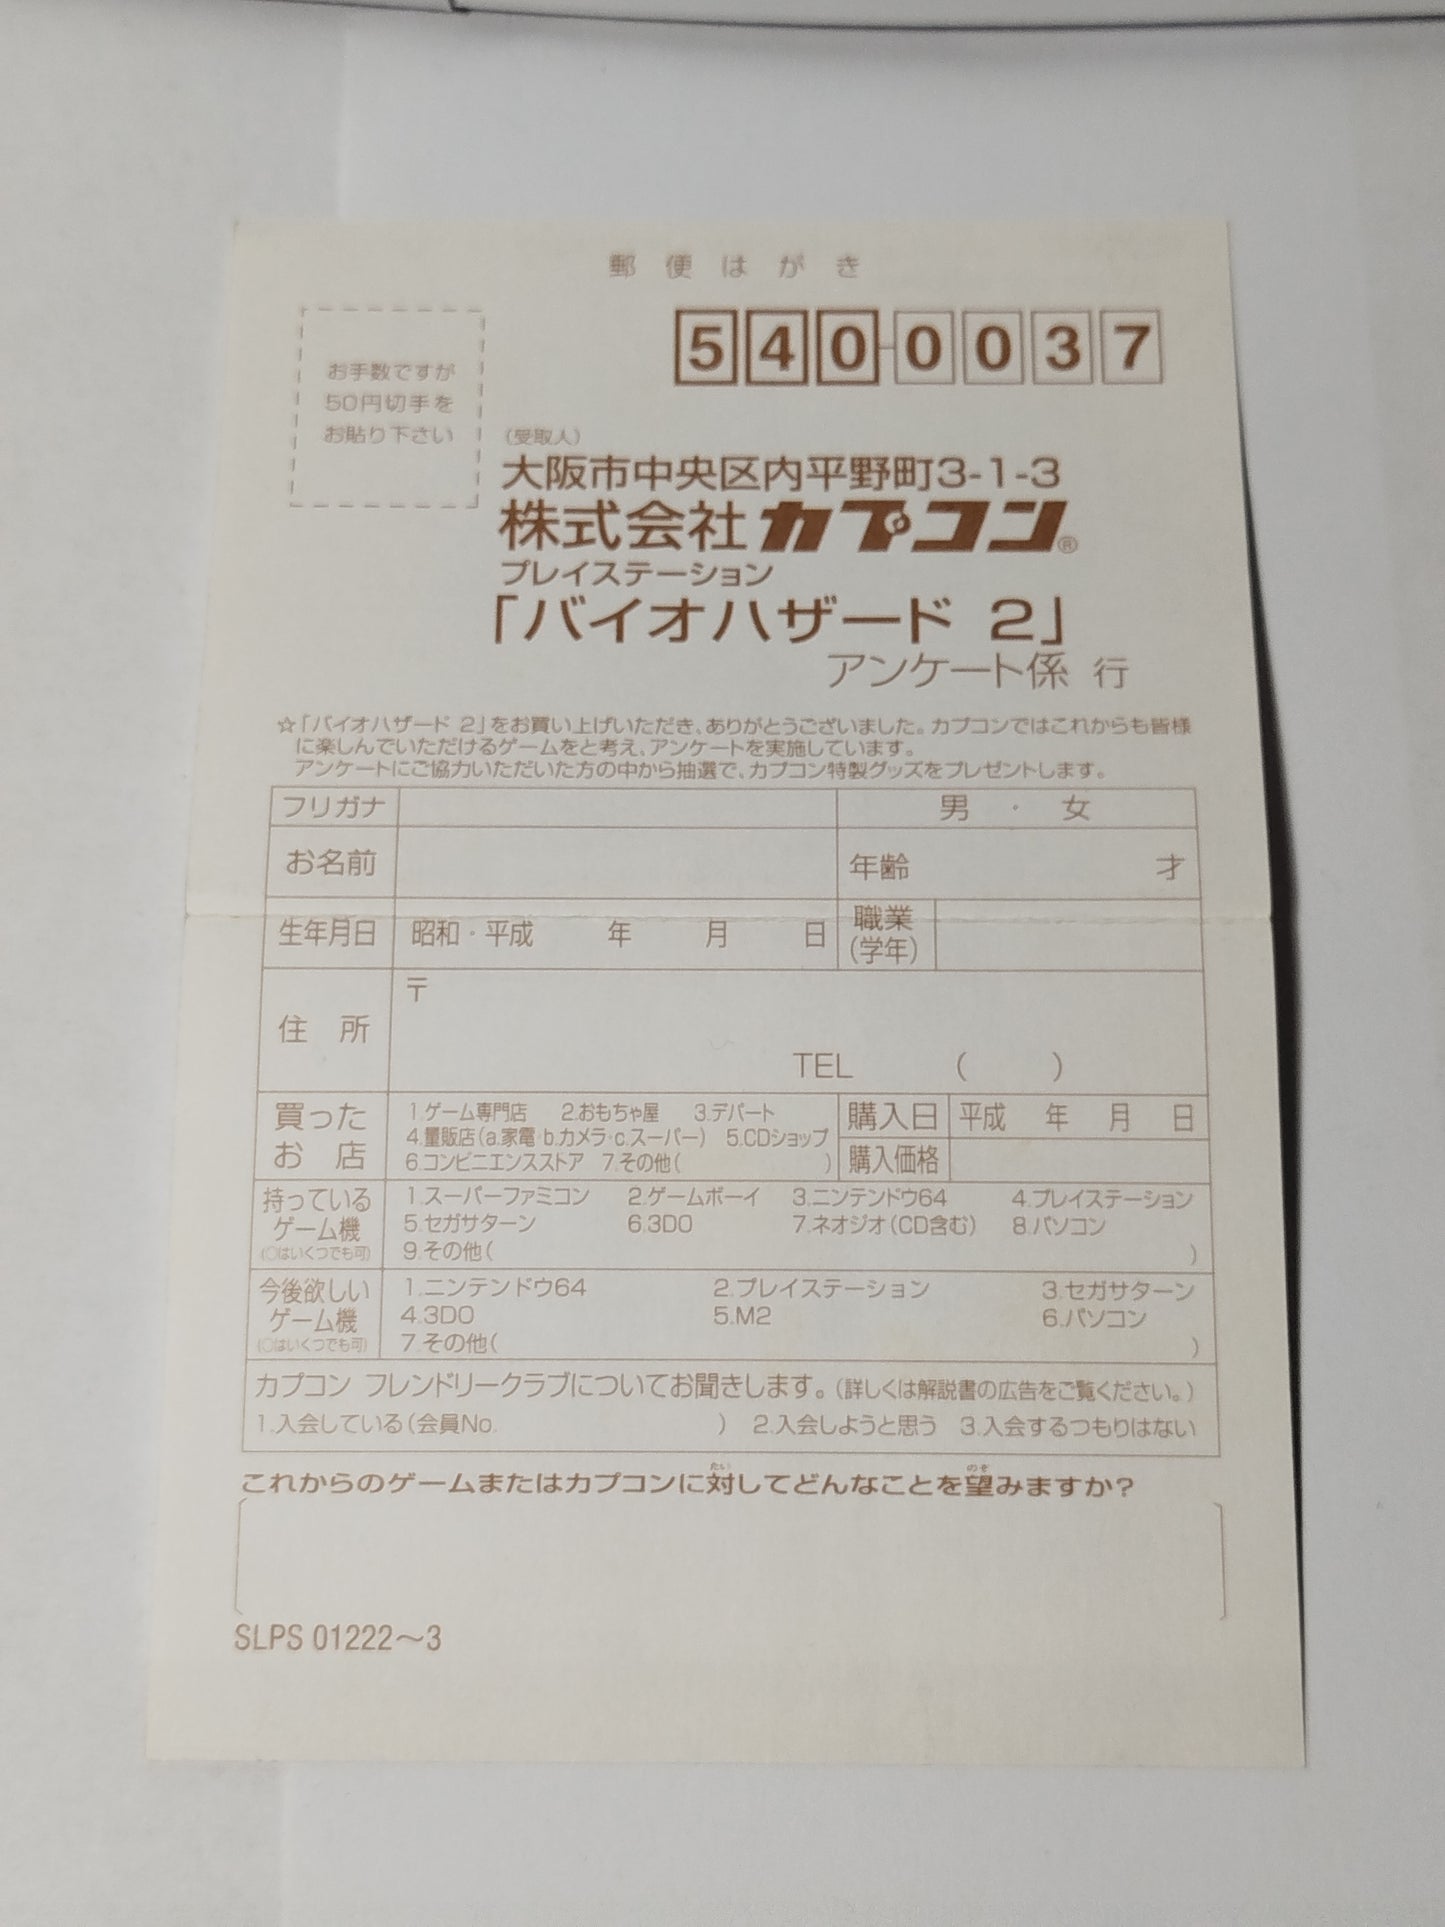 郵便はがき
540-0037
お手数ですが
50円切手を
お貼り下さい
(受取人)
大阪市中央区内平野町3-1-3
株式会社カプコン®
プレイステーション
「バイオハザード 2」
アンケート係 行
☆「バイオハザード 2」をお買い上げいただき、ありがとうございました。カプコンではこれからも皆様
に楽しんでいただけるゲームをと考え、アンケートを実施しています。
アンケートにご協力いただいた方の中から抽選で、カプコン特製グッズをプレゼントします。
フリガナ 男 ・ 女
お名前 年齢 才
生年月日 昭和・平成 年 月 日 職業
(学年)
住 所 〒
TEL ( )
買った
お 店
1.ゲーム専門店 2.おもちゃ屋 3.デパート
4.量販店(a.家電・b.カメラ・c.スーパー) 5.CDショップ
6.コンビニエンスストア 7.その他( )
購入日 平成 年 月 日
購入価格
持っている
ゲーム機
(○はいくつでも可)
1.スーパーファミコン 2.ゲームボーイ 3.ニンテンドウ64 4.プレイステーション
5.セガサターン 6.3DO 7.ネオジオ(CD含む) 8.パソコン
9.その他( )
今後欲しい
ゲーム機
(○はいくつでも可)
1.ニンテンドウ64 2.プレイステーション 3.セガサターン
4.3DO 5.M2 6.パソコン
7.その他( )
カプコン フレンドリークラブについてお聞きします。(詳しくは解説書の広告をご覧ください。)
1.入会している(会員No. ) 2.入会しようと思う 3.入会するつもりはない
これからのゲームまたはカプコンに対してどんなことを望みますか?
SLPS 01222〜3